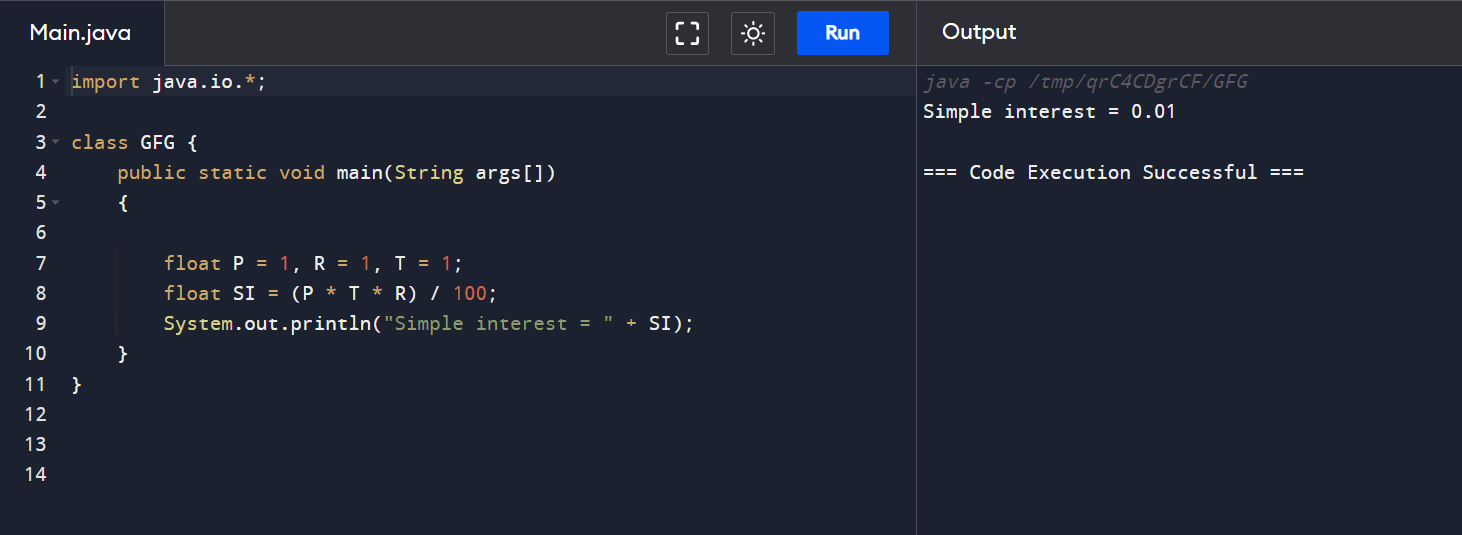 Main.java
Run
Output
1 import java.io.*;
2
3 class GFG {
4     public static void main(String args[])
5     {
6
7         float P = 1, R = 1, T = 1;
8         float SI = (P * T * R) / 100;
9         System.out.println("Simple interest = " + SI);
10     }
11 }
12
13
14
java -cp /tmp/qrC4CDgrCF/GFG
Simple interest = 0.01
=== Code Execution Successful ===